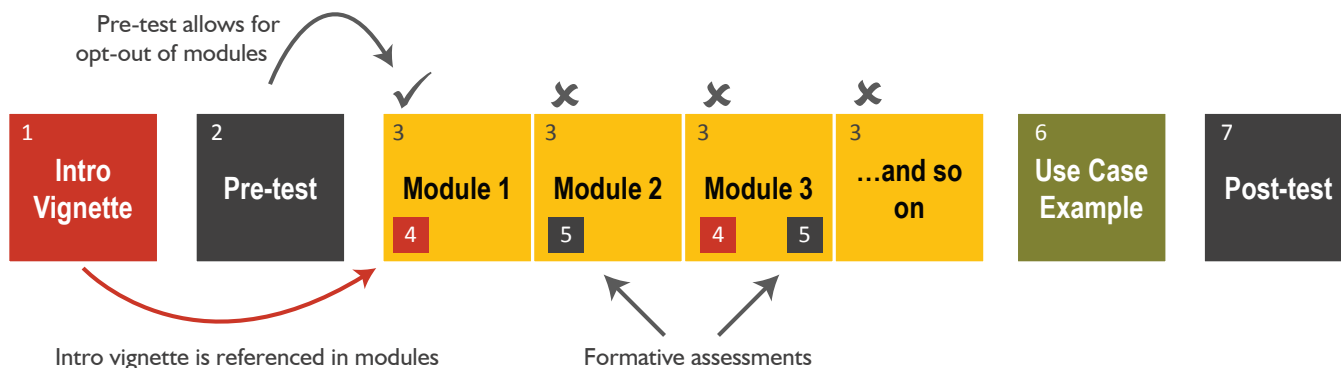 Pre-test allows for
opt-out of modules
1
Intro
Vignette
2
Pre-test
3
Module 1
4
3
Module 2
5
3
Module 3
4
5
3
…and so
on
6
Use Case
Example
7
Post-test
Intro vignette is referenced in modules
Formative assessments